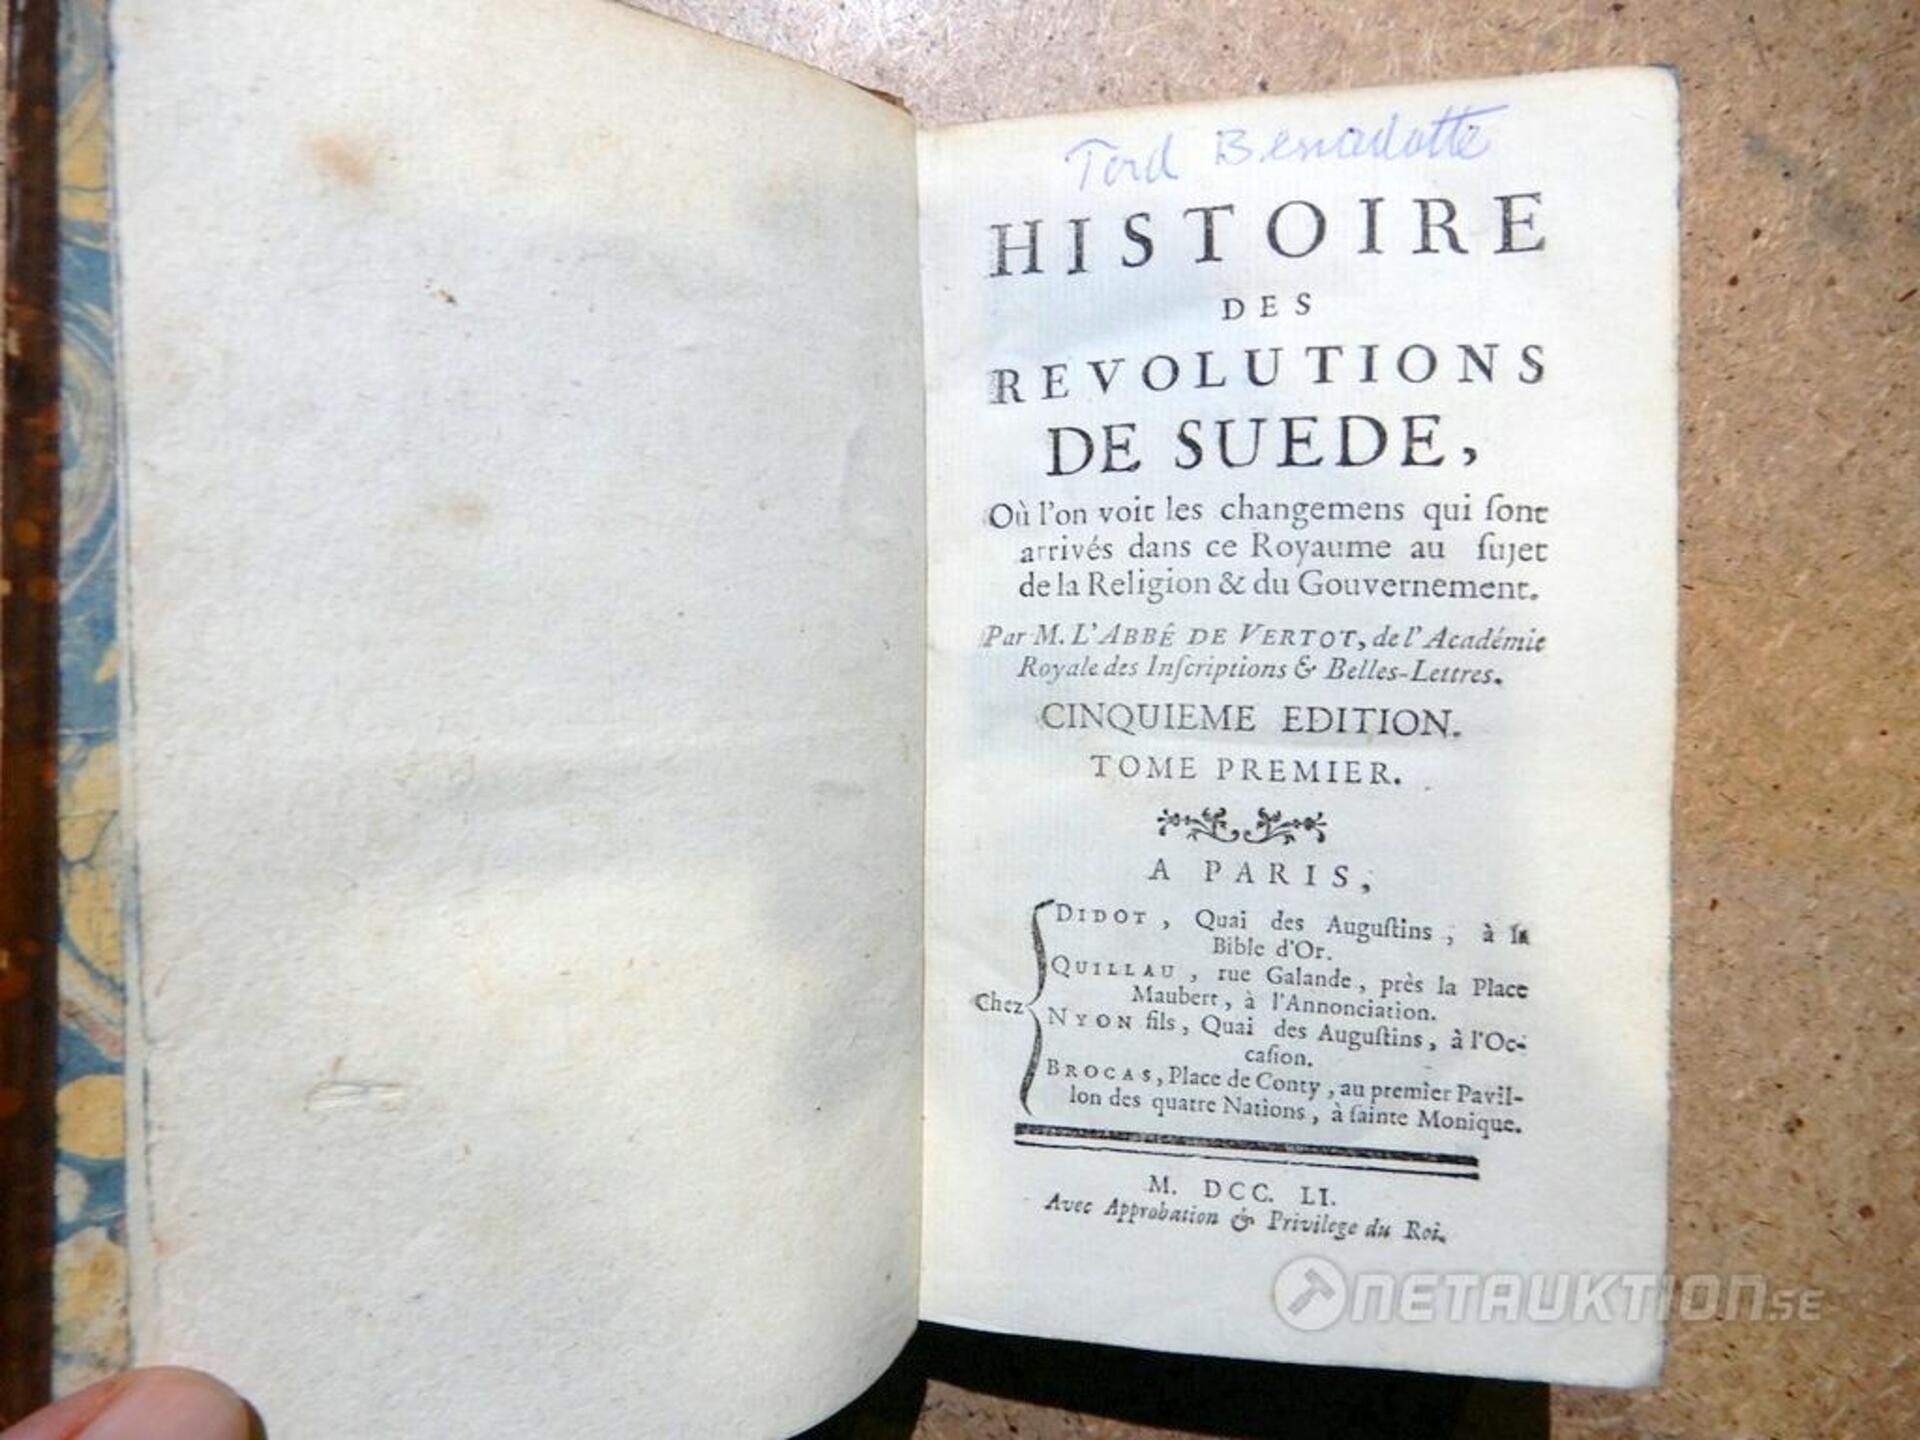 Tord Bernadotte
HISTOIRE
DES
REVOLUTIONS
DE SUEDE,
Où l'on voit les changemens qui ſont
arrivés dans ce Royaume au ſujet
de la Religion & du Gouvernement.
Par M. L'ABBÉ DE VERTOT, de l'Académie
Royale des Inſcriptions & Belles-Lettres.
CINQUIEME EDITION.
TOME PREMIER.
A PARIS,
DIDOT, Quai des Auguſtins, à la
Bible d'Or.
QUILLAU, rue Galande, près la Place
Maubert, à l'Annonciation.
Chez
NYON fils, Quai des Auguſtins, à l'Oc-
caſion.
BROCAS, Place de Conty, au premier Pavil-
lon des quatre Nations, à ſainte Monique.
M. DCC. LI.
Avec Approbation & Privilege du Roi.
NETAUKTION.SE